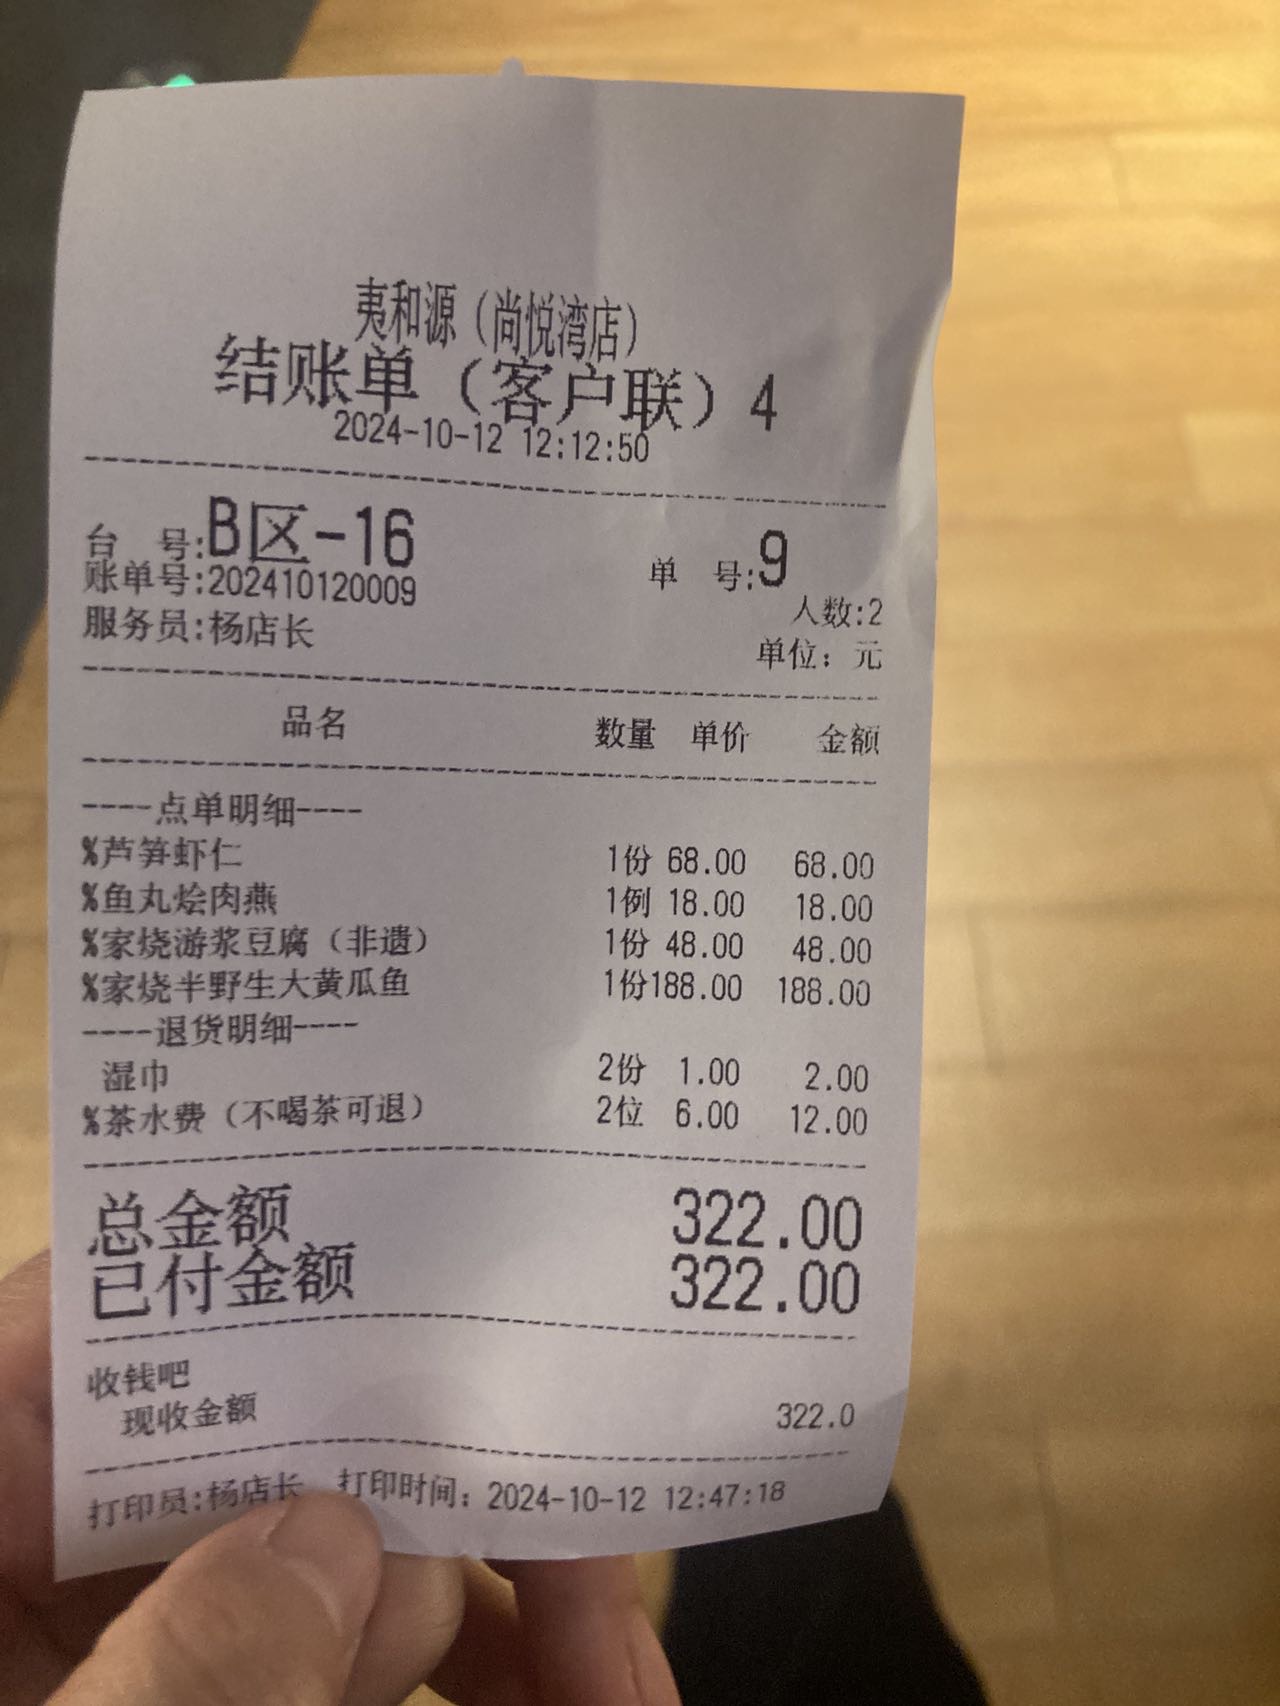 夷和源（尚悦湾店）
结账单（客户联）4
2024-10-12 12:12:50
台 号:B区-16 单 号:9
账单号:202410120009
人数:2
服务员:杨店长
单位：元
品名 数量 单价 金额
----点单明细----
%芦笋虾仁 1份 68.00 68.00
%鱼丸烩肉燕 1例 18.00 18.00
%家烧游浆豆腐（非遗） 1份 48.00 48.00
%家烧半野生大黄瓜鱼 1份188.00 188.00
----退货明细----
湿巾 2份 1.00 2.00
%茶水费（不喝茶可退） 2位 6.00 12.00
总金额 322.00
已付金额 322.00
收钱吧
现收金额 322.0
打印员:杨店长 打印时间：2024-10-12 12:47:18